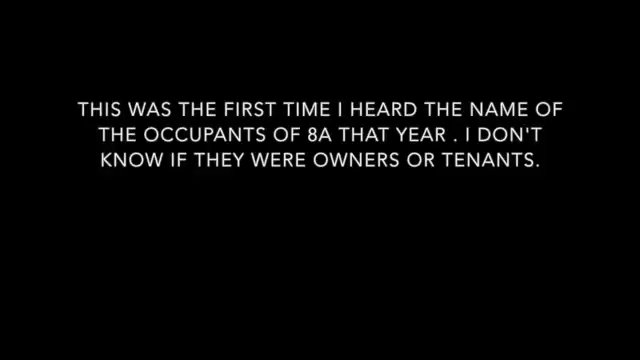 THIS WAS THE FIRST TIME I HEARD THE NAME OF
THE OCCUPANTS OF 8A THAT YEAR . I DON'T
KNOW IF THEY WERE OWNERS OR TENANTS.